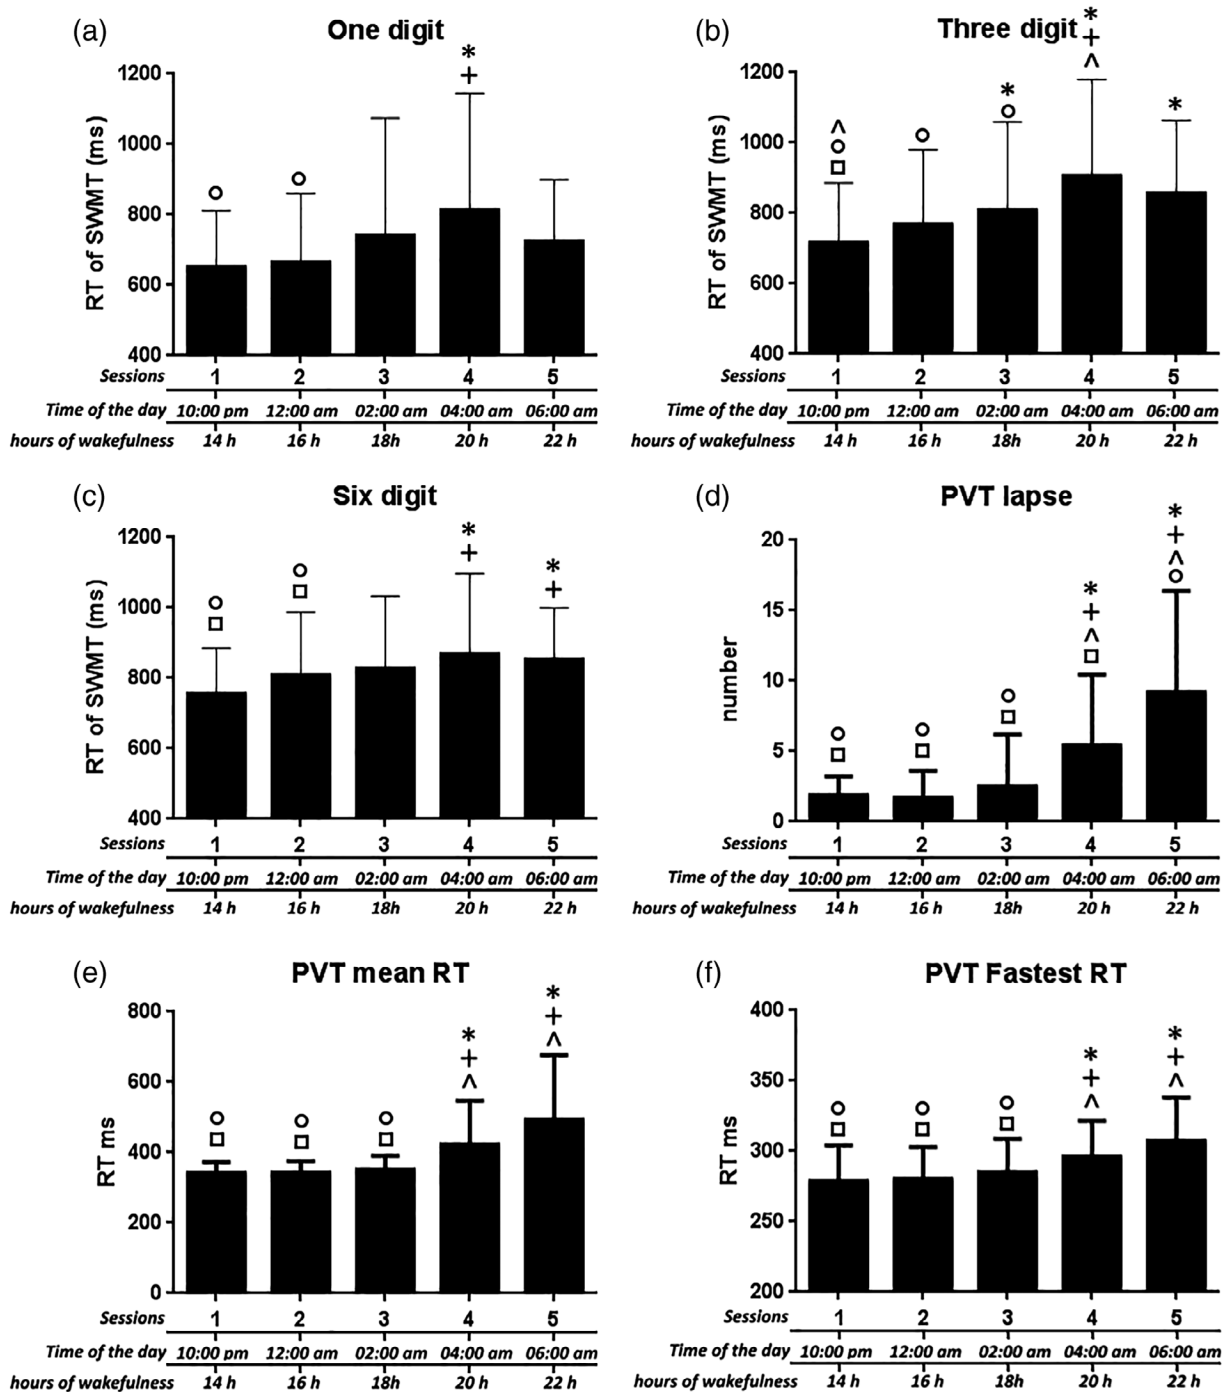 (a) One digit
* 
+
1200
1000
800
600
400
RT of SWMT (ms)
Sessions 1 2 3 4 5
Time of the day 10:00 pm 12:00 am 02:00 am 04:00 am 06:00 am
hours of wakefulness 14 h 16 h 18h 20 h 22 h
(b) Three digit
*
+
^
*
*
^
1200
1000
800
600
400
RT of SWMT (ms)
Sessions 1 2 3 4 5
Time of the day 10:00 pm 12:00 am 02:00 am 04:00 am 06:00 am
hours of wakefulness 14 h 16 h 18h 20 h 22 h
(c) Six digit
* *
+ +
1200
1000
800
600
400
RT of SWMT (ms)
Sessions 1 2 3 4 5
Time of the day 10:00 pm 12:00 am 02:00 am 04:00 am 06:00 am
hours of wakefulness 14 h 16 h 18h 20 h 22 h
(d) PVT lapse
* *
+ +
^ ^
20
15
10
5
0
number
Sessions 1 2 3 4 5
Time of the day 10:00 pm 12:00 am 02:00 am 04:00 am 06:00 am
hours of wakefulness 14 h 16 h 18h 20 h 22 h
(e) PVT mean RT
* *
+ +
^ ^
800
600
400
200
0
RT ms
Sessions 1 2 3 4 5
Time of the day 10:00 pm 12:00 am 02:00 am 04:00 am 06:00 am
hours of wakefulness 14 h 16 h 18h 20 h 22 h
(f) PVT Fastest RT
* *
+ +
^ ^
400
350
300
250
200
RT ms
Sessions 1 2 3 4 5
Time of the day 10:00 pm 12:00 am 02:00 am 04:00 am 06:00 am
hours of wakefulness 14 h 16 h 18h 20 h 22 h